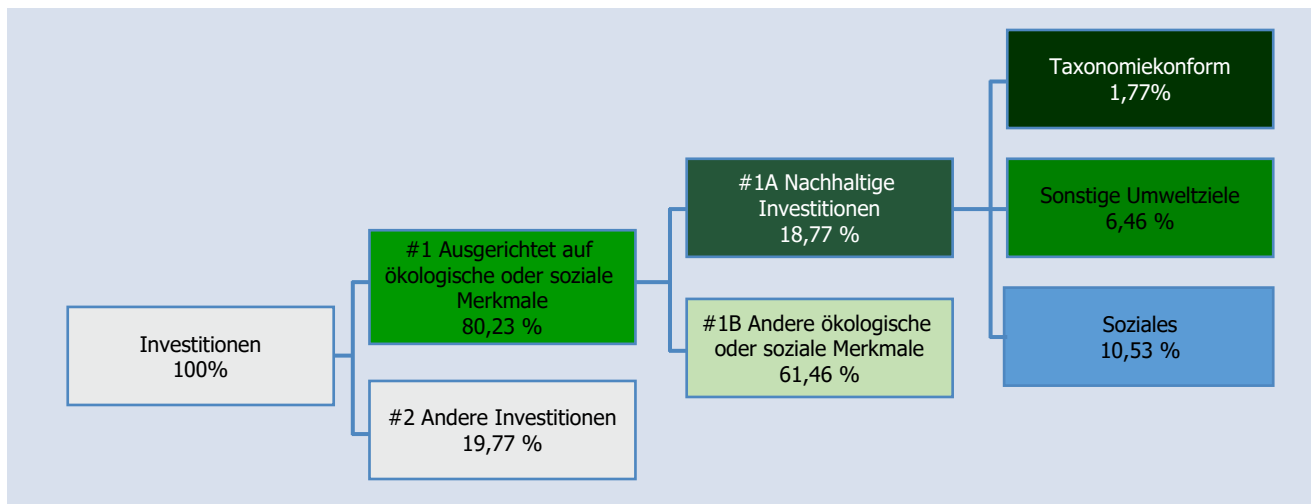 Investitionen
100%
#1 Ausgerichtet auf
ökologische oder soziale
Merkmale
80,23 %
#2 Andere Investitionen
19,77 %
#1A Nachhaltige
Investitionen
18,77 %
#1B Andere ökologische
oder soziale Merkmale
61,46 %
Taxonomiekonform
1,77%
Sonstige Umweltziele
6,46 %
Soziales
10,53 %